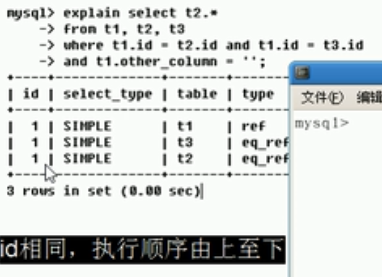 mysql> explain select t2.*
-> from t1, t2, t3
-> where t1.id = t2.id and t1.id = t3.id
-> and t1.other_column = '';
| id | select_type | table | type
| 1 | SIMPLE | t1 | ref
| 1 | SIMPLE | t3 | eq_ref
| 1 | SIMPLE | t2 | eq_ref
3 rows in set (0.00 sec)
文件(F) 编辑
mysql>
id相同，执行顺序由上至下